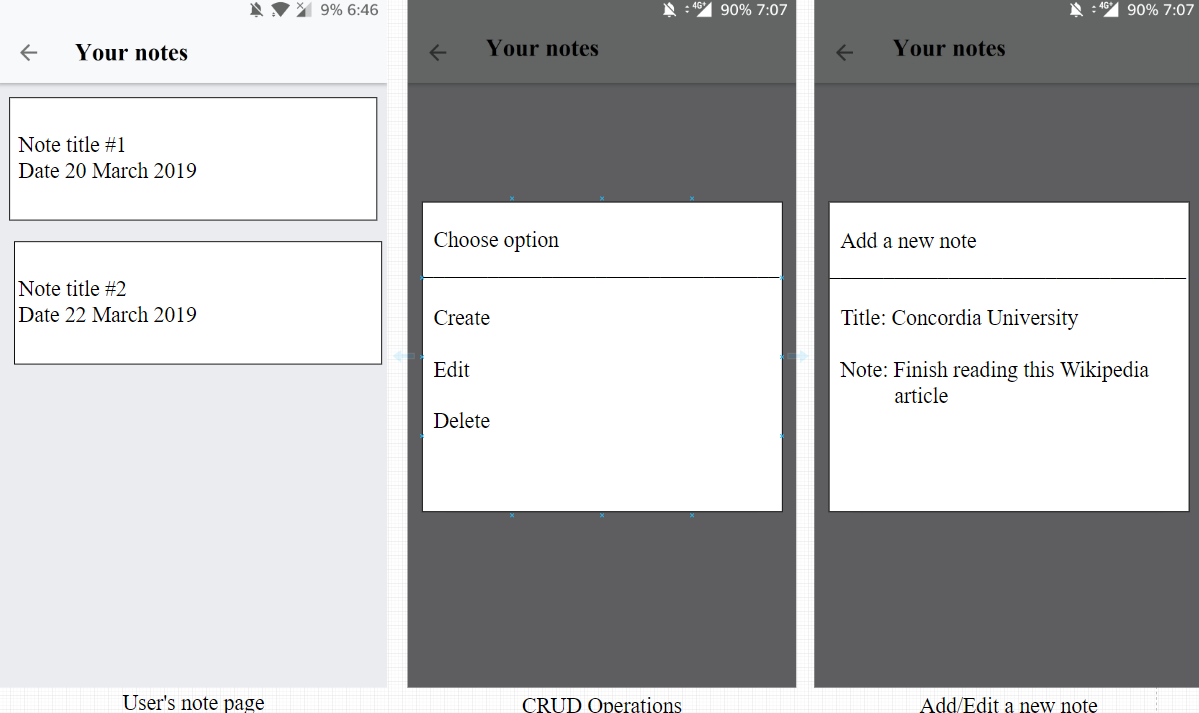 9% 6:46
Your notes
Note title #1
Date 20 March 2019
Note title #2
Date 22 March 2019
User's note page
4G+ 90% 7:07
Your notes
Choose option
Create
Edit
Delete
CRUD Operations
4G+ 90% 7:07
Your notes
Add a new note
Title: Concordia University
Note: Finish reading this Wikipedia
article
Add/Edit a new note